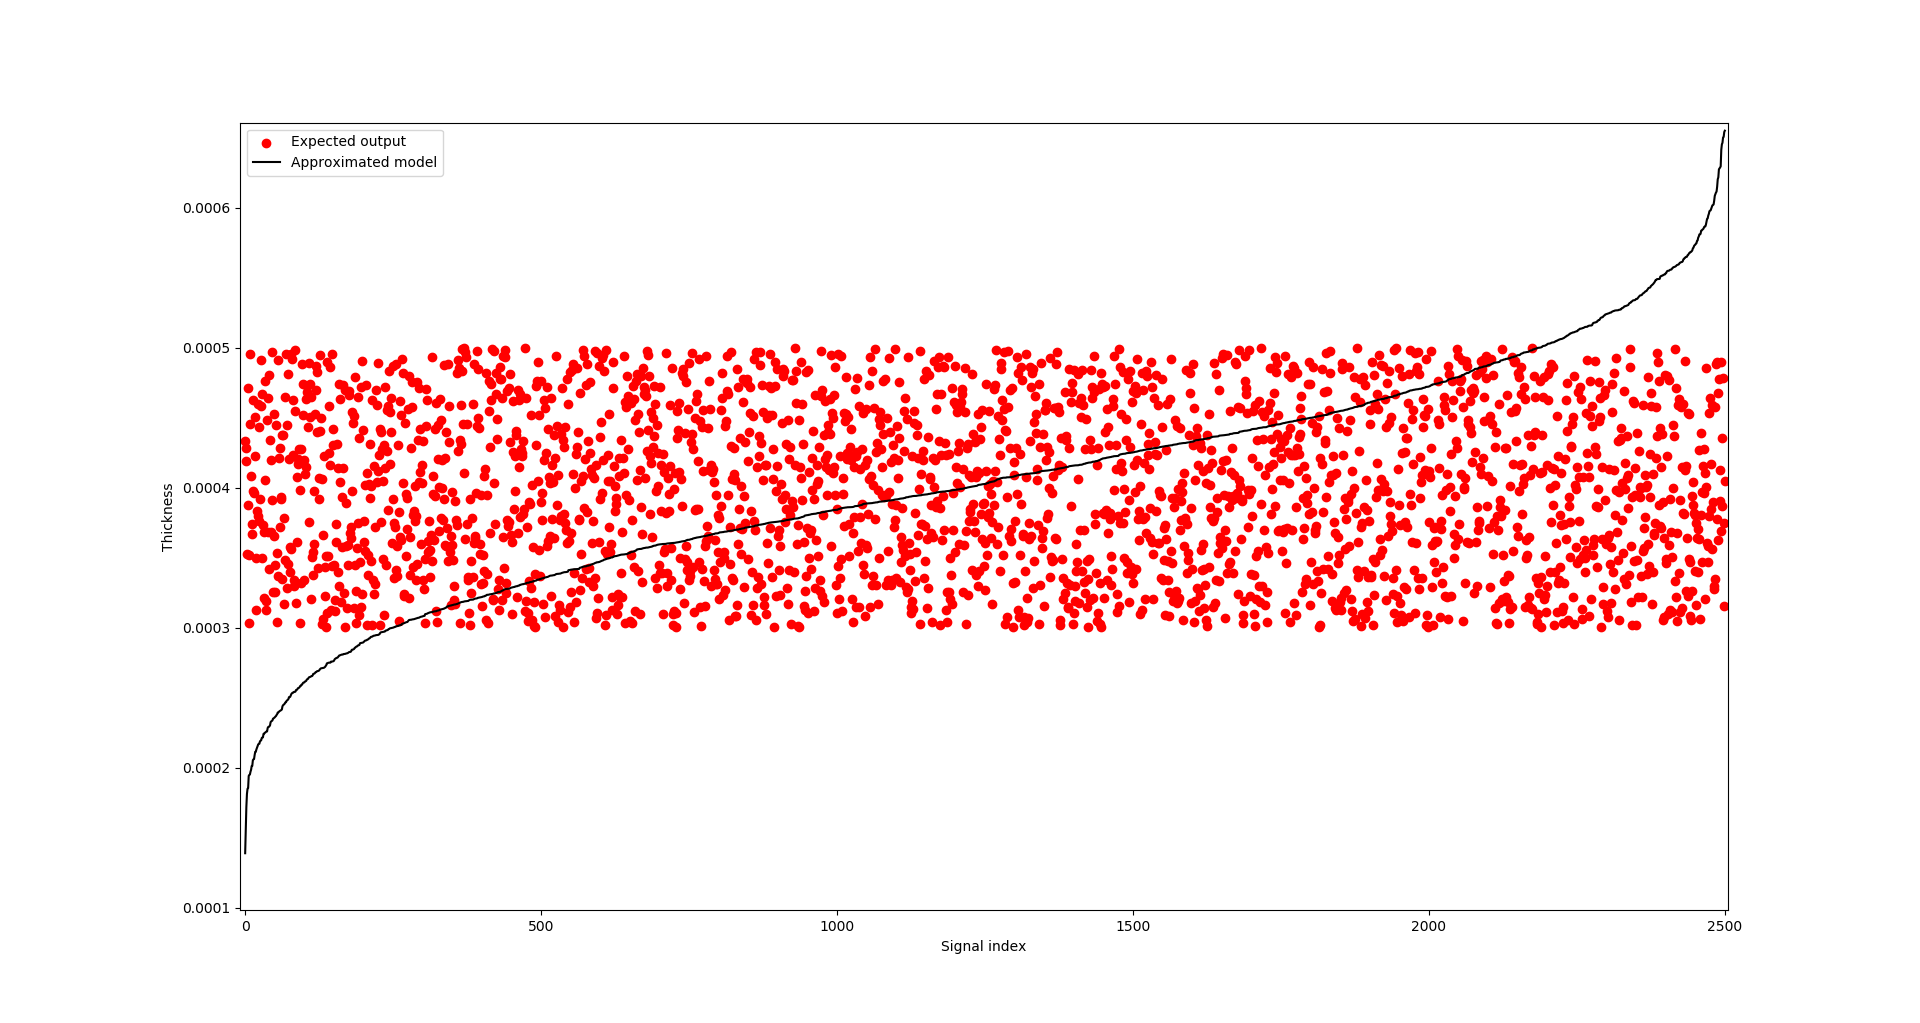 Expected output
Approximated model
0.0006
0.0005
0.0004
0.0003
0.0002
0.0001
Thickness
0 500 1000 1500 2000 2500
Signal index